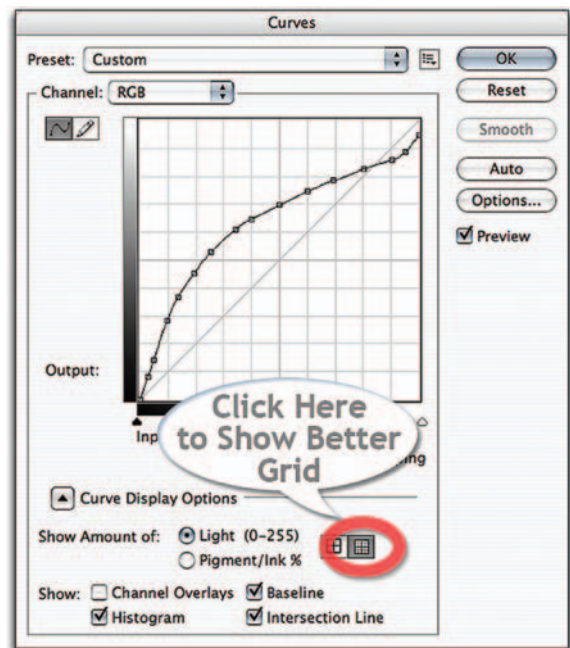 Curves
Preset: Custom
OK
Channel: RGB
Reset
Smooth
Auto
Options...
Preview
Output:
Click Here
to Show Better
Grid
Curve Display Options
Show Amount of: Light (0-255)
Pigment/Ink %
Show: Channel Overlays Baseline
Histogram Intersection Line